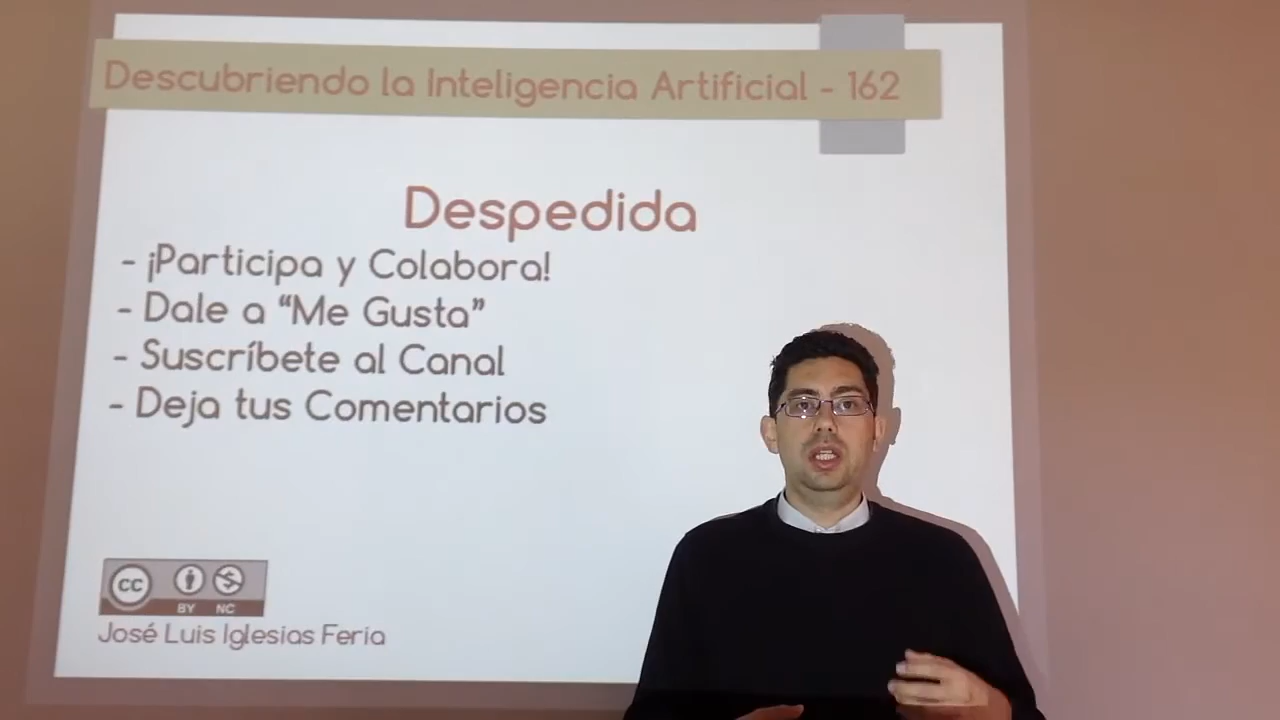 Descubriendo la Inteligencia Artificial - 162
Despedida
- ¡Participa y Colabora!
- Dale a “Me Gusta”
- Suscríbete al Canal
- Deja tus Comentarios
cc
BY NC
José Luis Iglesias Feria